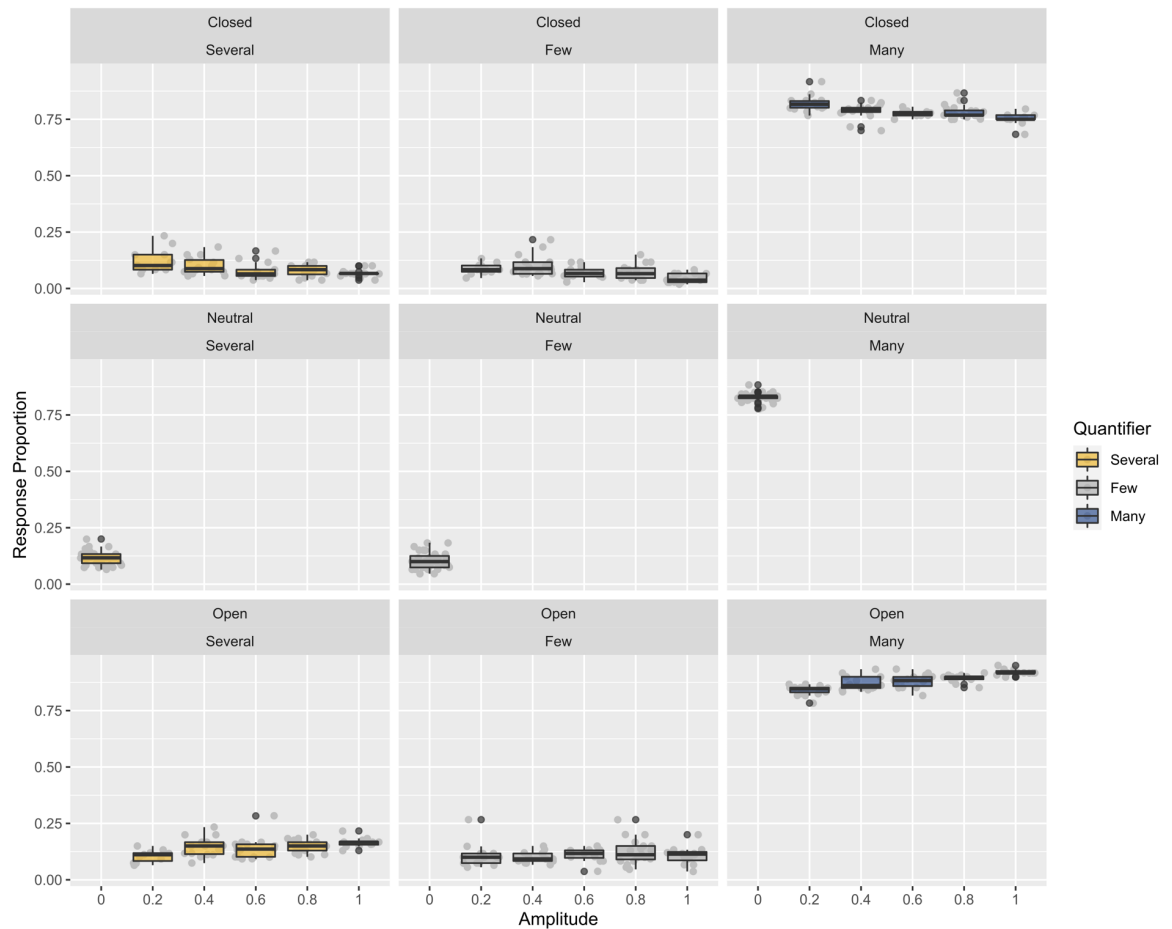 Closed Closed Closed
Several Few Many
0.75
0.50
0.25
0.00
Neutral Neutral Neutral
Several Few Many
0.75
0.50
0.25
0.00
Response Proportion
Open Open Open
Several Few Many
0.75
0.50
0.25
0.00
0 0.2 0.4 0.6 0.8 1 0 0.2 0.4 0.6 0.8 1 0 0.2 0.4 0.6 0.8 1
Amplitude
Quantifier
Several
Few
Many